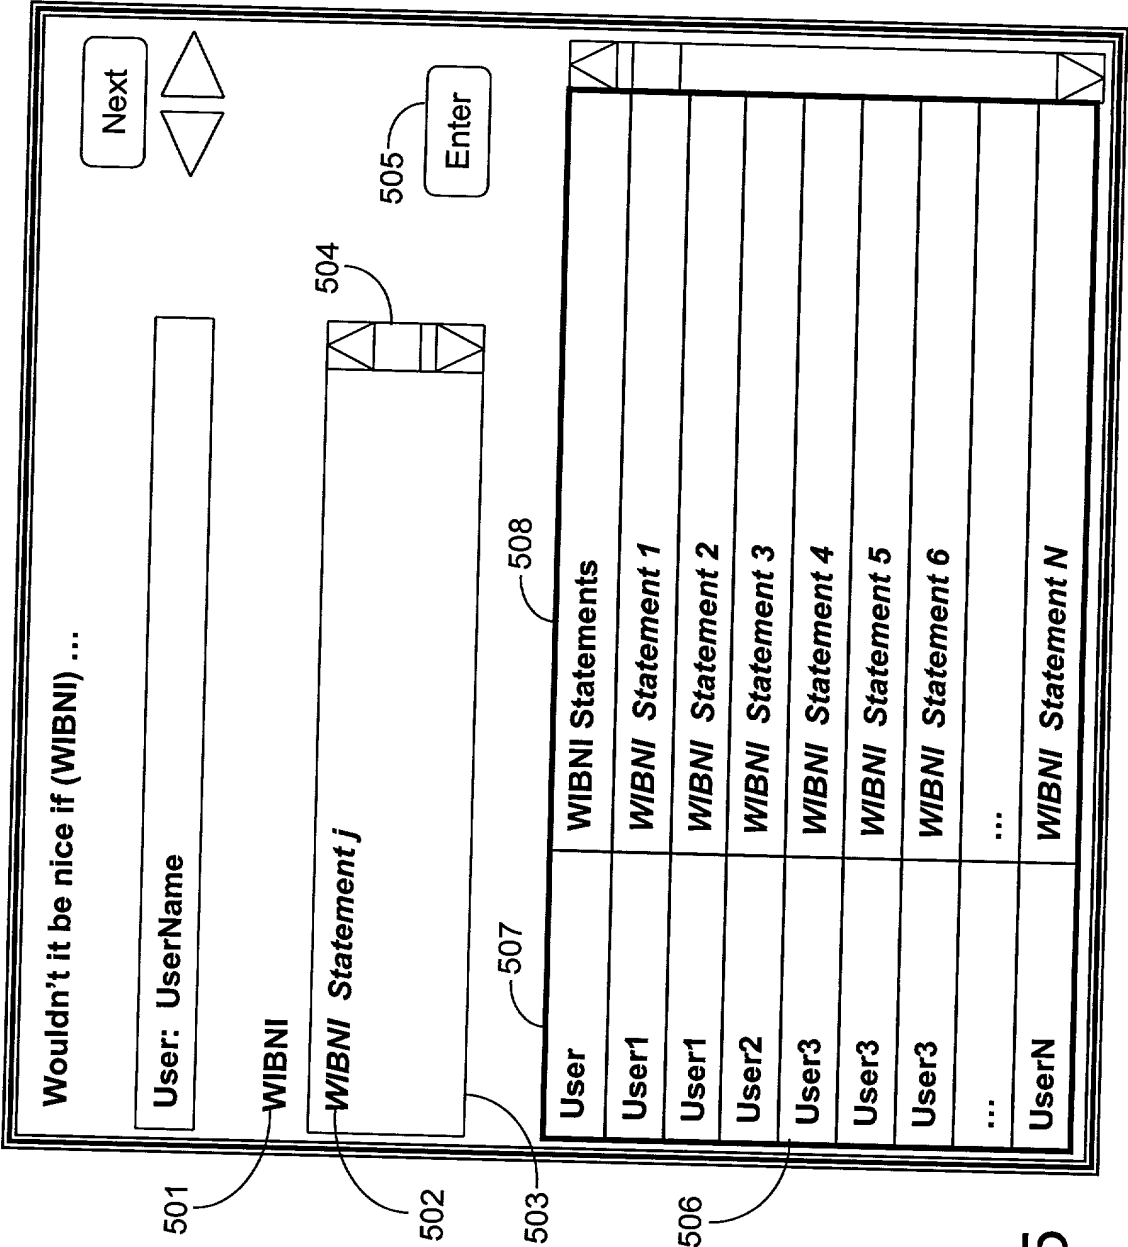 Wouldn't it be nice if (WIBNI) ...
Next
User: UserName
501
WIBNI
504
505
502
WIBNI Statement j
Enter
503
507
508
User WIBNI Statements
User1 WIBNI Statement 1
User1 WIBNI Statement 2
User2 WIBNI Statement 3
506
User3 WIBNI Statement 4
User3 WIBNI Statement 5
User3 WIBNI Statement 6
... ...
UserN WIBNI Statement N
5